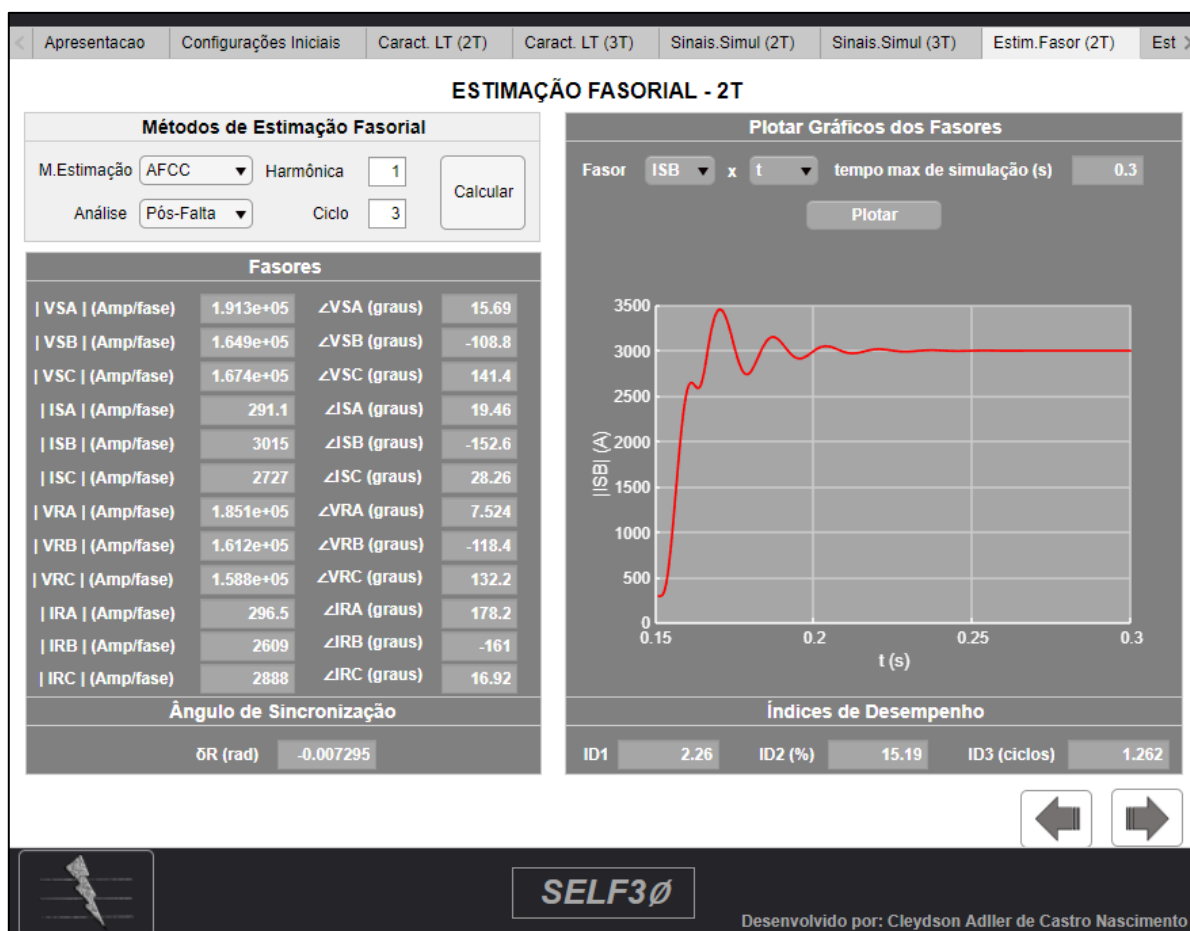 Apresentacao Configurações Iniciais Caract. LT (2T) Caract. LT (3T) Sinais.Simul (2T) Sinais.Simul (3T) Estim.Fasor (2T) Est
ESTIMAÇÃO FASORIAL - 2T
Métodos de Estimação Fasorial
M.Estimação AFCC Harmônica 1
Calcular
Análise Pós-Falta Ciclo 3
Fasores
| VSA | (Amp/fase) 1.913e+05 ∠VSA (graus) 15.69
| VSB | (Amp/fase) 1.649e+05 ∠VSB (graus) -108.8
| VSC | (Amp/fase) 1.674e+05 ∠VSC (graus) 141.4
| ISA | (Amp/fase) 291.1 ∠ISA (graus) 19.46
| ISB | (Amp/fase) 3015 ∠ISB (graus) -152.6
| ISC | (Amp/fase) 2727 ∠ISC (graus) 28.26
| VRA | (Amp/fase) 1.851e+05 ∠VRA (graus) 7.524
| VRB | (Amp/fase) 1.612e+05 ∠VRB (graus) -118.4
| VRC | (Amp/fase) 1.588e+05 ∠VRC (graus) 132.2
| IRA | (Amp/fase) 296.5 ∠IRA (graus) 178.2
| IRB | (Amp/fase) 2609 ∠IRB (graus) -161
| IRC | (Amp/fase) 2888 ∠IRC (graus) 16.92
Ângulo de Sincronização
δR (rad) -0.007295
Plotar Gráficos dos Fasores
Fasor ISB x t tempo max de simulação (s) 0.3
Plotar
|ISB| (A)
3500
3000
2500
2000
1500
1000
500
0
0.15 0.2 0.25 0.3
t (s)
Índices de Desempenho
ID1 2.26 ID2 (%) 15.19 ID3 (ciclos) 1.262
SELF3Ø
Desenvolvido por: Cleydson Adller de Castro Nascimento